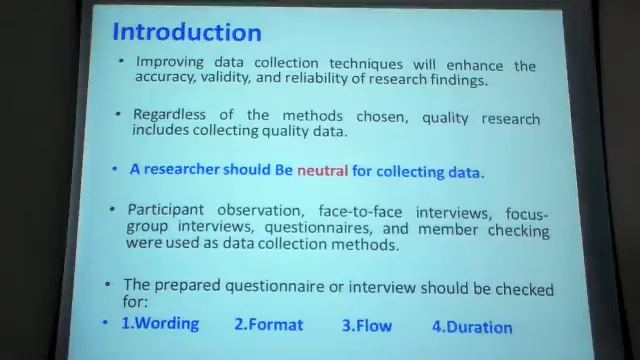 Introduction
• Improving data collection techniques will enhance the
accuracy, validity, and reliability of research findings.
• Regardless of the methods chosen, quality research
includes collecting quality data.
• A researcher should Be neutral for collecting data.
• Participant observation, face-to-face interviews, focus-
group interviews, questionnaires, and member checking
were used as data collection methods.
• The prepared questionnaire or interview should be checked
for:
• 1.Wording 2.Format 3.Flow 4.Duration